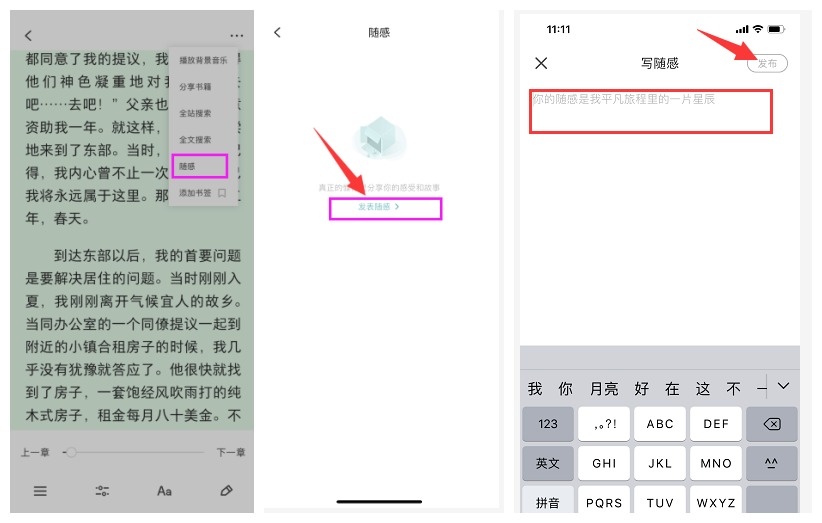 播放背景音乐
分享书籍
全站搜索
全文搜索
随感
添加书签
都同意了我的提议，我
他们神色凝重地对我
吧……去吧！”父亲也
资助我一年。就这样，
地来到了东部。当时，
得，我内心曾不止一次
我将永远属于这里。那
年，春天。
到达东部以后，我的首要问题
是要解决居住的问题。当时刚刚入
夏，我刚刚离开气候宜人的故乡。
当同办公室的一个同僚提议一起到
附近的小镇合租房子的时候，我几
乎没有犹豫就答应了。他很快就找
到了房子，一套饱经风吹雨打的纯
木式房子，租金每月八十美金。不
上一章
下一章
Aa
随感
真正的
分享你的感受和故事
发表随感
11:11
写随感
发布
你的随感是我平凡旅程里的一片星辰
我 你 月亮 好 在 这 不 一
123 ,。?! ABC DEF
英文 GHI JKL MNO ^^
拼音 PQRS TUV WXYZ